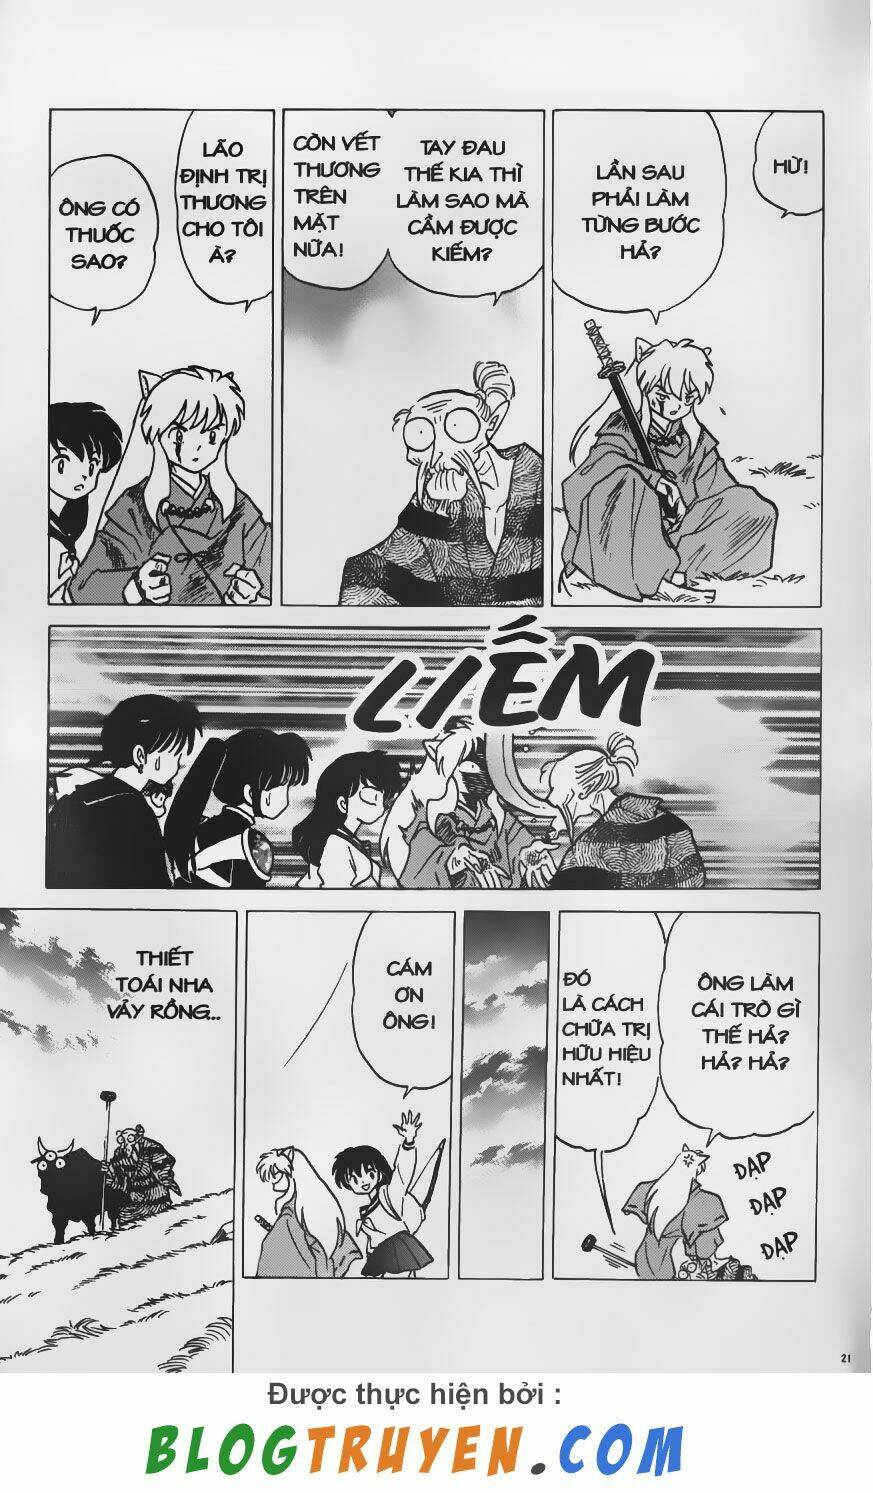 HỪ!
LẦN SAU
PHẢI LÀM
TỪNG BƯỚC
HẢ?
TAY ĐAU
THẾ KIA THÌ
LÀM SAO MÀ
CẦM ĐƯỢC
KIẾM?
CÒN VẾT
THƯƠNG
TRÊN
MẶT
NỮA!
LÃO
ĐỊNH TRỊ
THƯƠNG
CHO TÔI
À?
ÔNG CÓ
THUỐC
SAO?
LIẾM
ÔNG LÀM
CÁI TRÒ GÌ
THẾ HẢ?
HẢ? HẢ?
ĐẠP
ĐẠP
ĐẠP
ĐÓ
LÀ CÁCH
CHỮA TRỊ
HỮU HIỆU
NHẤT!
CÁM
ƠN
ÔNG!
THIẾT
TOÁI NHA
VẢY RỒNG...
21
Được thực hiện bởi :
BLOGTRUYEN.COM